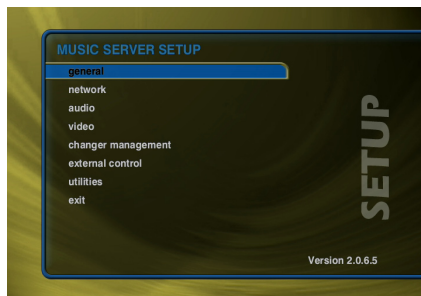 MUSIC SERVER SETUP
general
network
audio
video
changer management
external control
utilities
exit
SETUP
Version 2.0.6.5